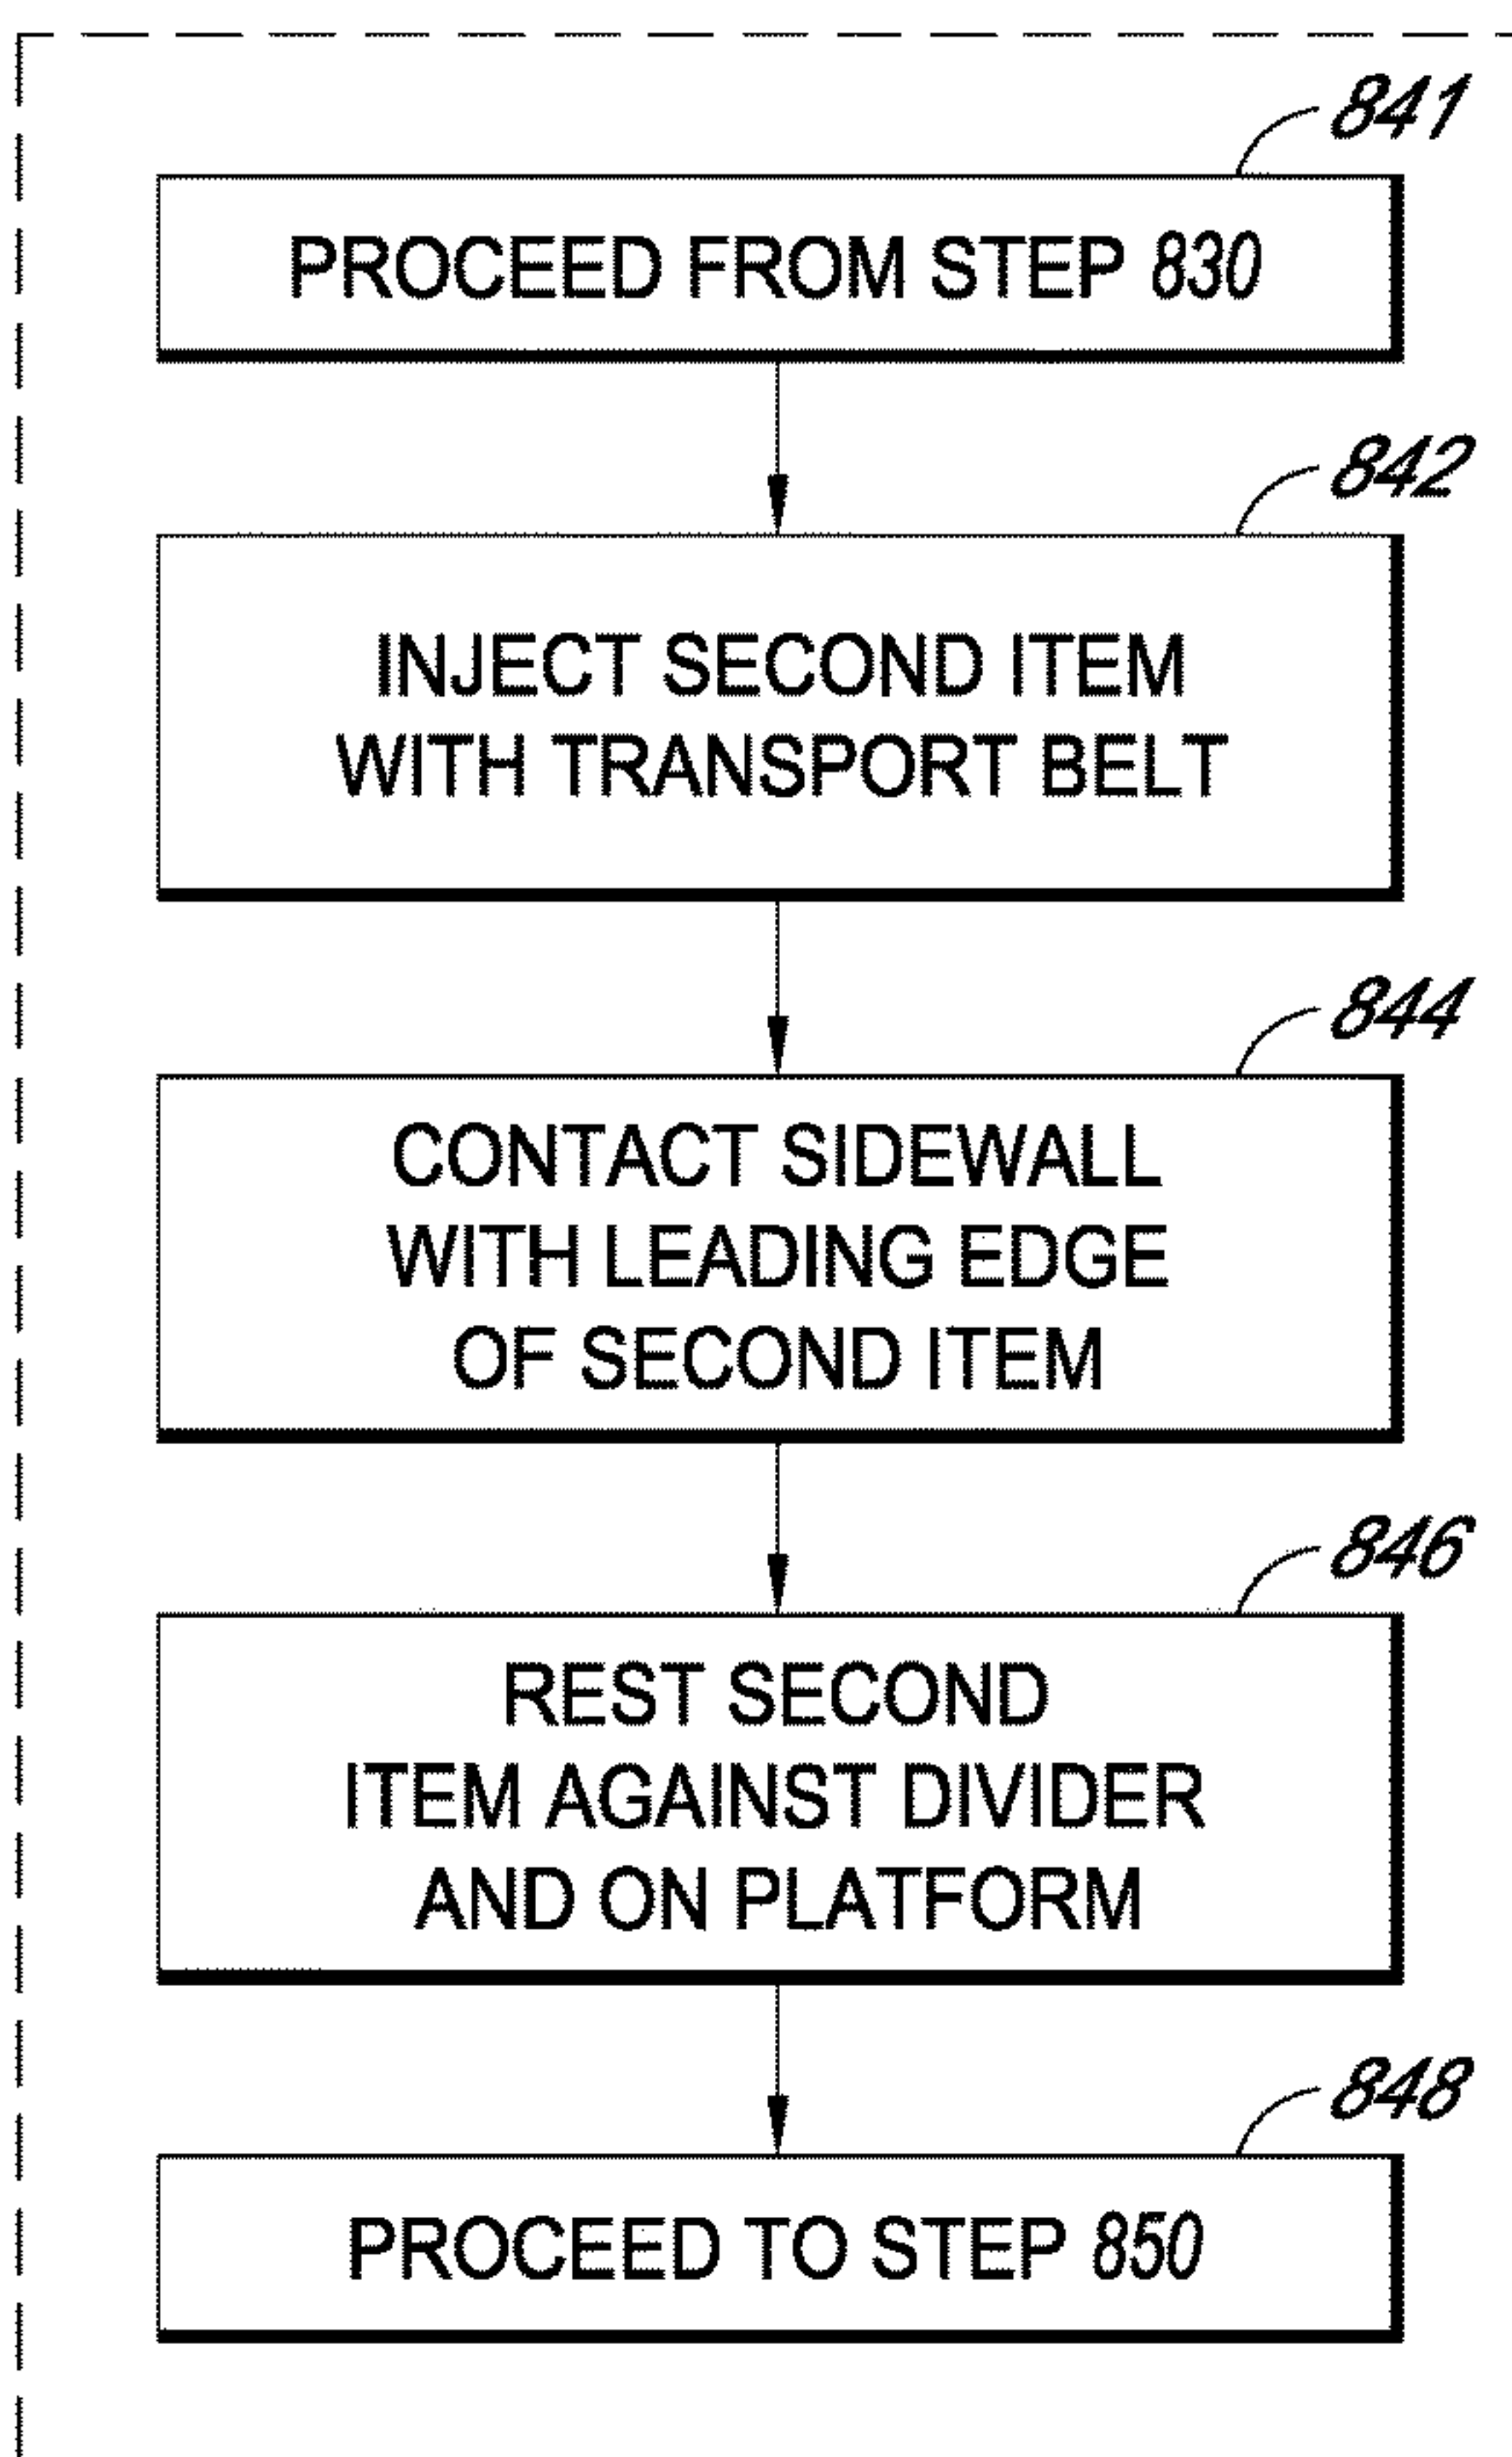 841
PROCEED FROM STEP 830
842
INJECT SECOND ITEM
WITH TRANSPORT BELT
844
CONTACT SIDEWALL
WITH LEADING EDGE
OF SECOND ITEM
846
REST SECOND
ITEM AGAINST DIVIDER
AND ON PLATFORM
848
PROCEED TO STEP 850